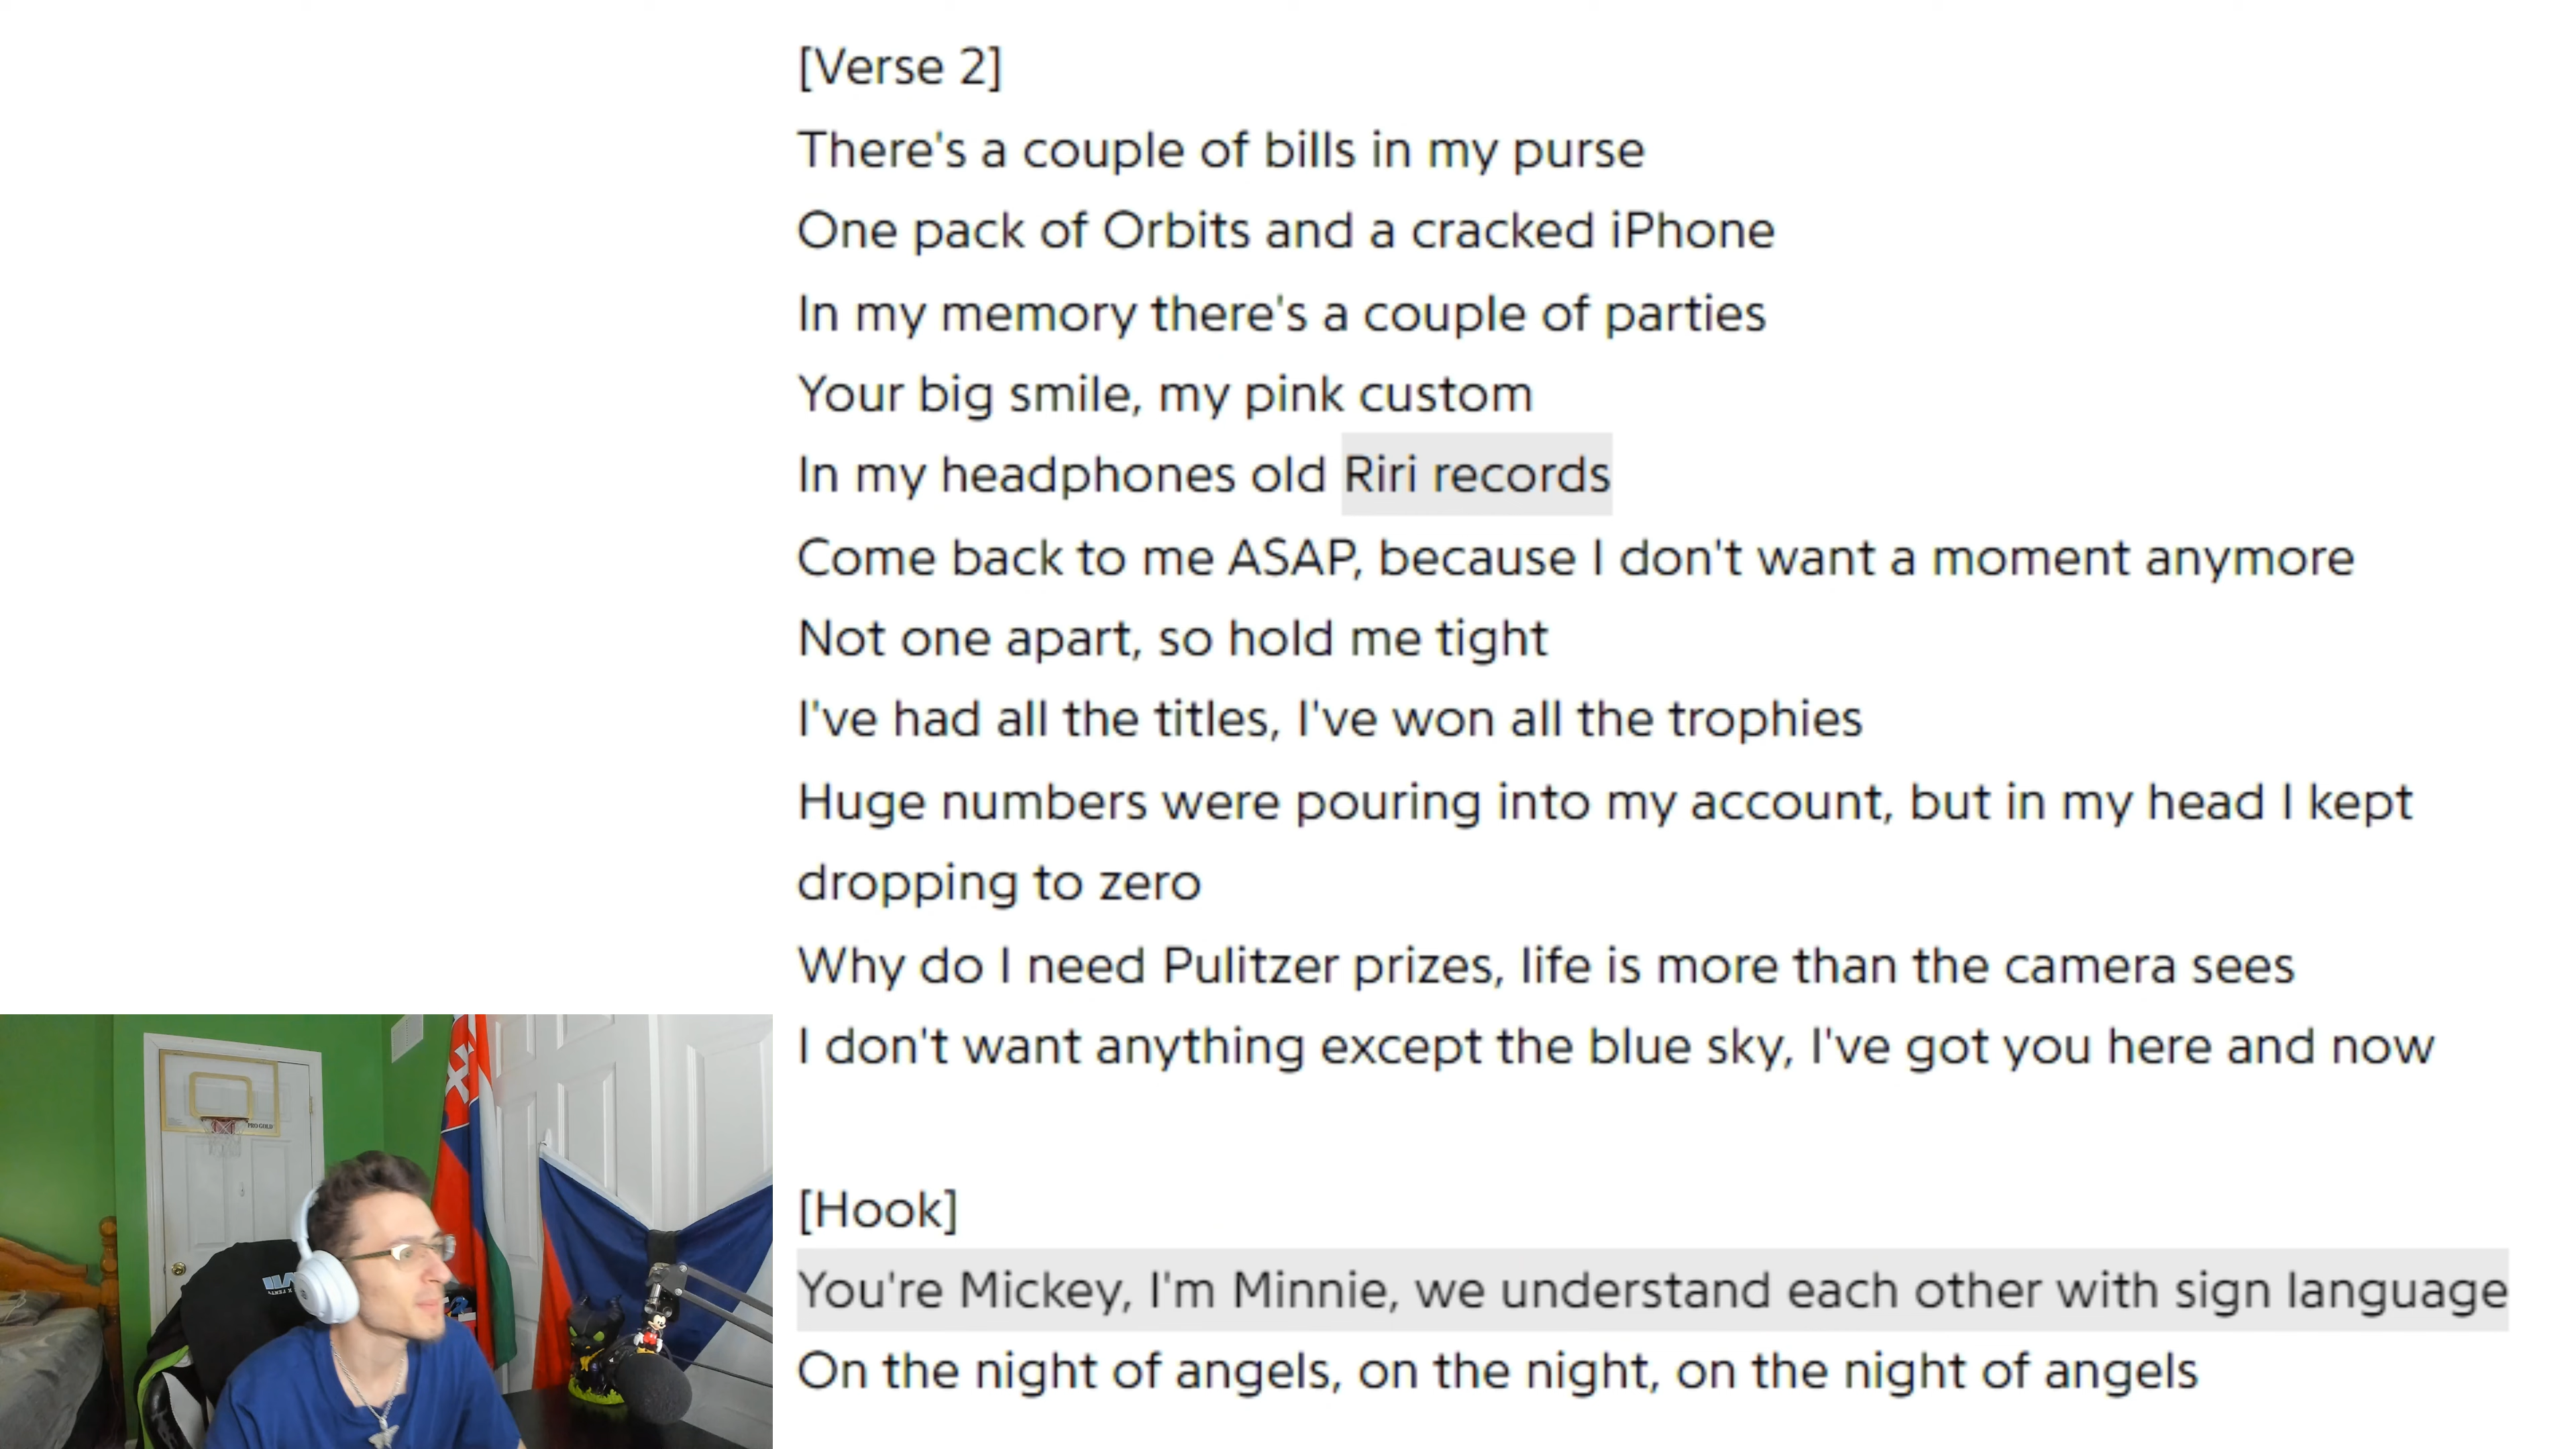 [Verse 2]
There's a couple of bills in my purse
One pack of Orbits and a cracked iPhone
In my memory there's a couple of parties
Your big smile, my pink custom
In my headphones old Riri records
Come back to me ASAP, because I don't want a moment anymore
Not one apart, so hold me tight
I've had all the titles, I've won all the trophies
Huge numbers were pouring into my account, but in my head I kept
dropping to zero
Why do I need Pulitzer prizes, life is more than the camera sees
I don't want anything except the blue sky, I've got you here and now
[Hook]
You're Mickey, I'm Minnie, we understand each other with sign language
On the night of angels, on the night, on the night of angels
PRO GOLD